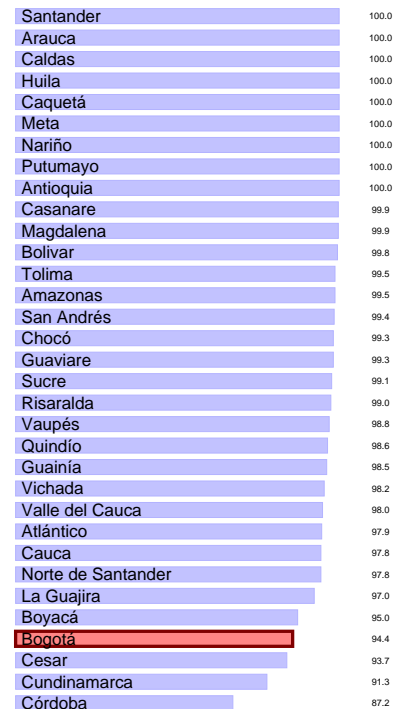 Santander 100.0
Arauca 100.0
Caldas 100.0
Huila 100.0
Caquetá 100.0
Meta 100.0
Nariño 100.0
Putumayo 100.0
Antioquia 100.0
Casanare 99.9
Magdalena 99.9
Bolivar 99.8
Tolima 99.5
Amazonas 99.5
San Andrés 99.4
Chocó 99.3
Guaviare 99.3
Sucre 99.1
Risaralda 99.0
Vaupés 98.8
Quindío 98.6
Guainía 98.5
Vichada 98.2
Valle del Cauca 98.0
Atlántico 97.9
Cauca 97.8
Norte de Santander 97.8
La Guajira 97.0
Boyacá 95.0
Bogotá 94.4
Cesar 93.7
Cundinamarca 91.3
Córdoba 87.2